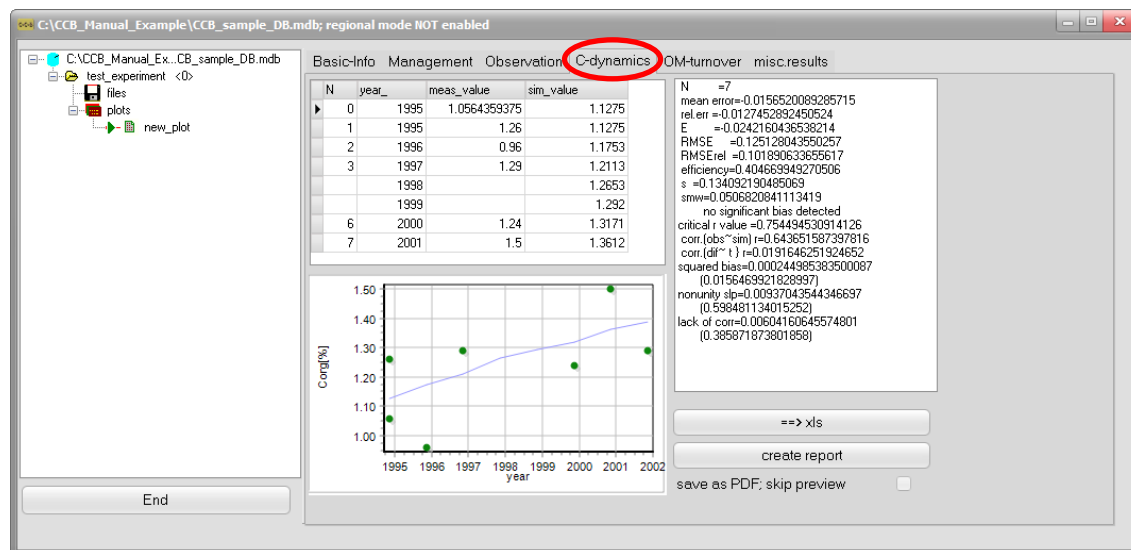 C:\CCB_Manual_Example\CCB_sample_DB.mdb; regional mode NOT enabled
C:\CCB_Manual_Ex...CB_sample_DB.mdb
test_experiment <0>
files
plots
new_plot
End
Basic-Info Management Observation C-dynamics OM-turnover misc.results
N year_ meas_value sim_value
0 1995 1.0564359375 1.1275
1 1995 1.26 1.1275
2 1996 0.96 1.1753
3 1997 1.29 1.2113
1998 1.2653
1999 1.292
6 2000 1.24 1.3171
7 2001 1.5 1.3612
1.50
1.40
1.30
1.20
1.10
1.00
Corg[%]
1995 1996 1997 1998 1999 2000 2001 2002
year
N =7
mean error=-0.0156520089285715
rel.err =-0.0127452892450524
E =-0.0242160436538214
RMSE =0.125128043550257
RMSErel =0.101890633655617
efficiency=0.404669949270506
s =0.134092190485069
smw=0.0506820841113419
no significant bias detected
critical r value =0.754494530914126
corr.(obs~sim) r=0.643651587397816
corr.(dif~ t ) r=0.0191646251924652
squared bias=0.000244985383500087
(0.0156469921828997)
nonunity slp=0.00937043544346697
(0.598481134015252)
lack of corr=0.00604160645574801
(0.385871873801858)
==> xls
create report
save as PDF; skip preview